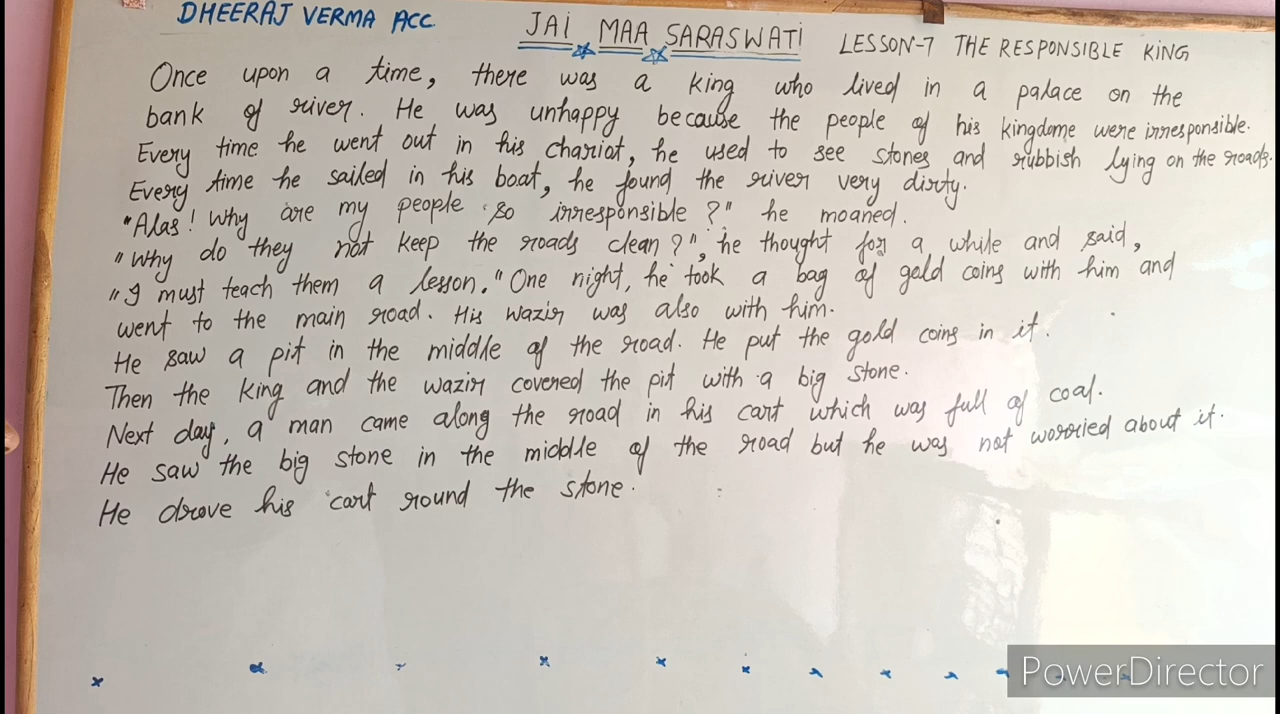 DHEERAJ VERMA ACC
JAI MAA SARASWATI
LESSON-7 THE RESPONSIBLE KING
Once upon a time, there was a king who lived in a palace on the
bank of river. He was unhappy because the people of his kingdome were irresponsible.
Every time he went out in his chariot, he used to see stones and rubbish lying on the roads.
Every time he sailed in his boat, he found the river very dirty.
"Alas! Why are my people so irresponsible?" he moaned.
"Why do they not keep the roads clean?", he thought for a while and said,
"I must teach them a lesson." One night, he took a bag of gold coins with him and
went to the main road. His wazir was also with him.
He saw a pit in the middle of the road. He put the gold coins in it.
Then the king and the wazir covered the pit with a big stone.
Next day, a man came along the road in his cart which was full of coal.
He saw the big stone in the middle of the road but he was not worried about it.
He drove his cart round the stone.
PowerDirector